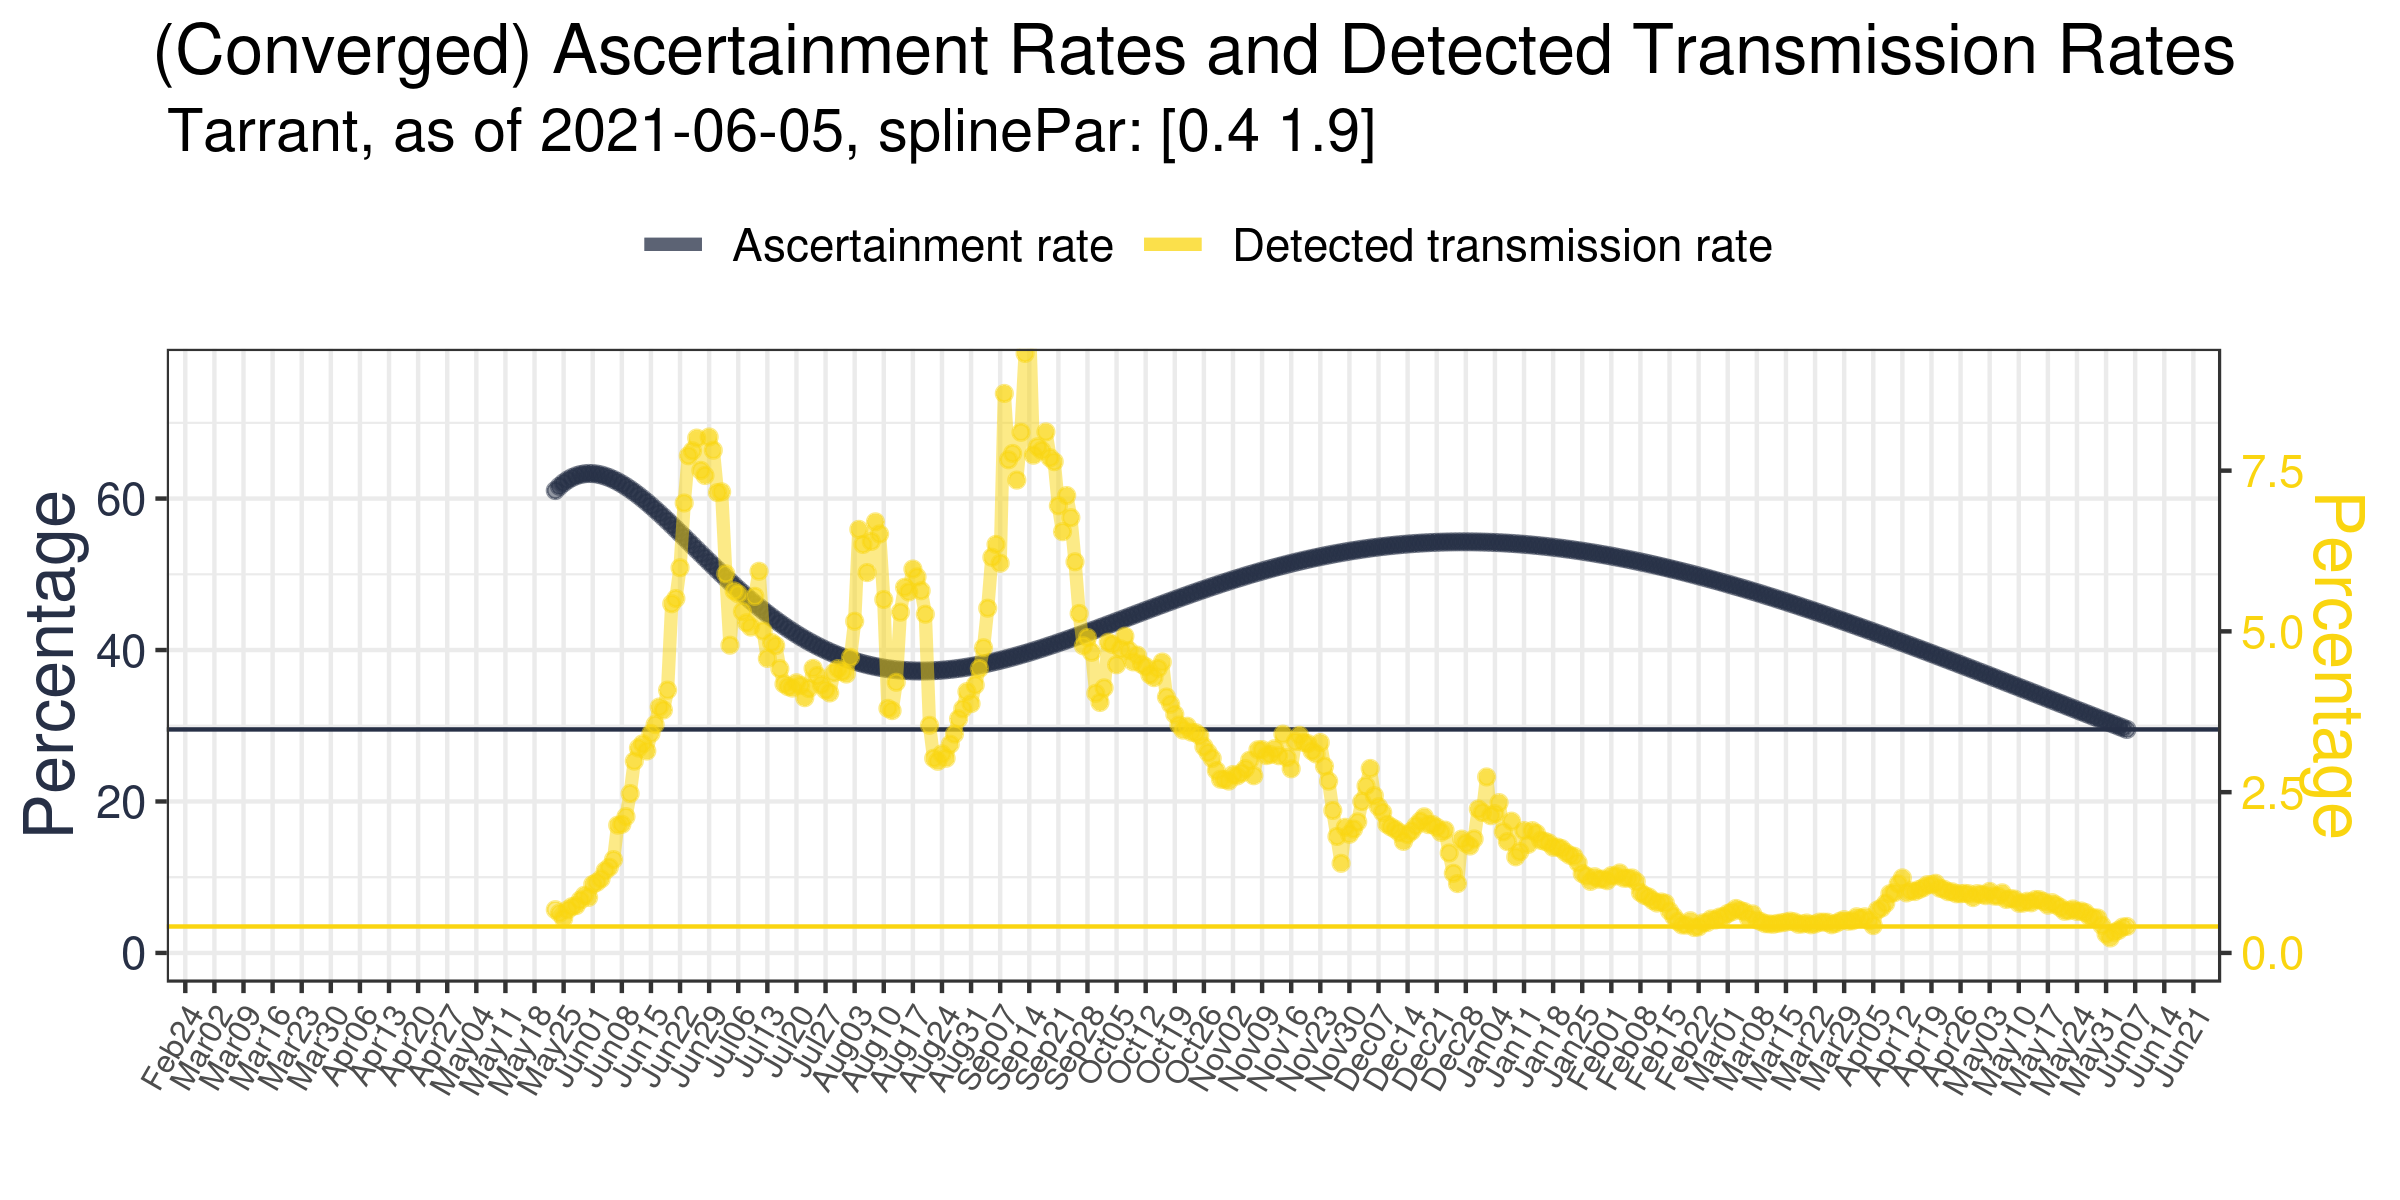 (Converged) Ascertainment Rates and Detected Transmission Rates
Tarrant, as of 2021-06-05, splinePar: [0.4 1.9]
Ascertainment rate
Detected transmission rate
Percentage
60
40
20
0
7.5
5.0
2.5
0.0
Percentage
Feb24
Mar02
Mar09
Mar16
Mar23
Mar30
Apr06
Apr13
Apr20
Apr27
May04
May11
May18
May25
Jun01
Jun08
Jun15
Jun22
Jun29
Jul06
Jul13
Jul20
Jul27
Aug03
Aug10
Aug17
Aug24
Aug31
Sep07
Sep14
Sep21
Sep28
Oct05
Oct12
Oct19
Oct26
Nov02
Nov09
Nov16
Nov23
Nov30
Dec07
Dec14
Dec21
Dec28
Jan04
Jan11
Jan18
Jan25
Feb01
Feb08
Feb15
Feb22
Mar01
Mar08
Mar15
Mar22
Mar29
Apr05
Apr12
Apr19
Apr26
May03
May10
May17
May24
May31
Jun07
Jun14
Jun21